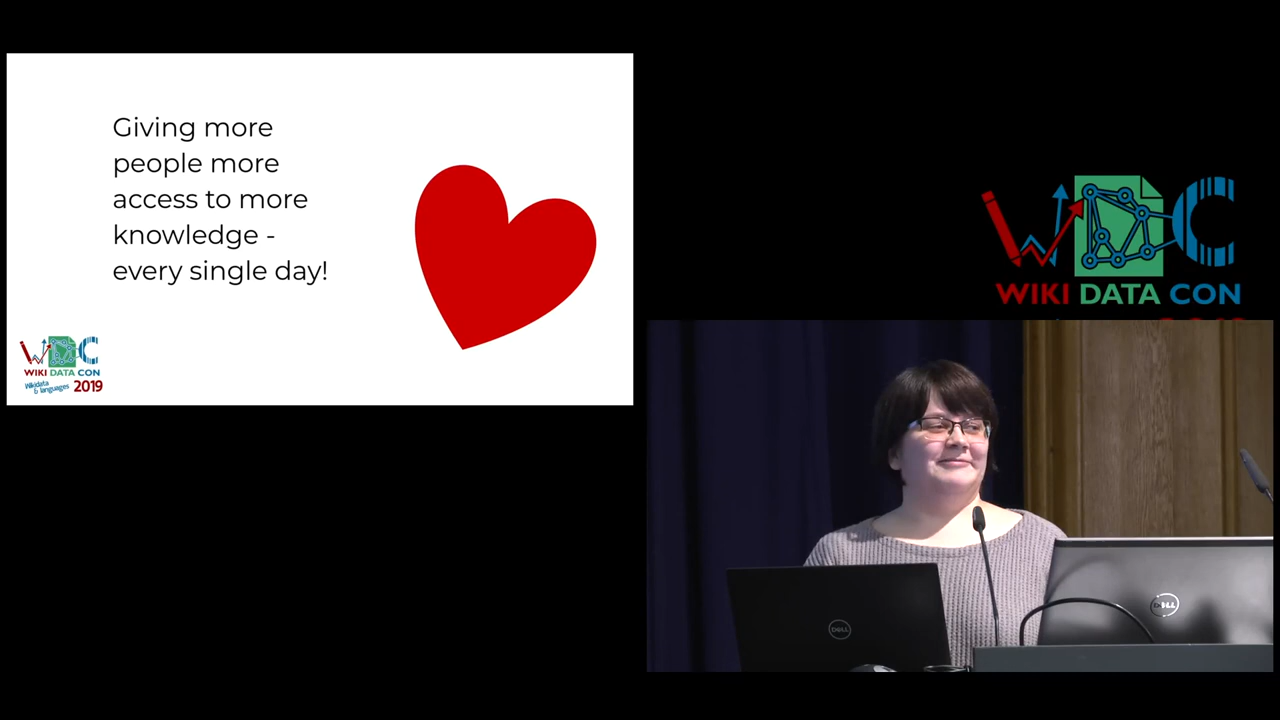 Giving more
people more
access to more
knowledge -
every single day!
WIKI DATA CON
Wikidata
& languages 2019
WIKI DATA CON
DELL
DELL